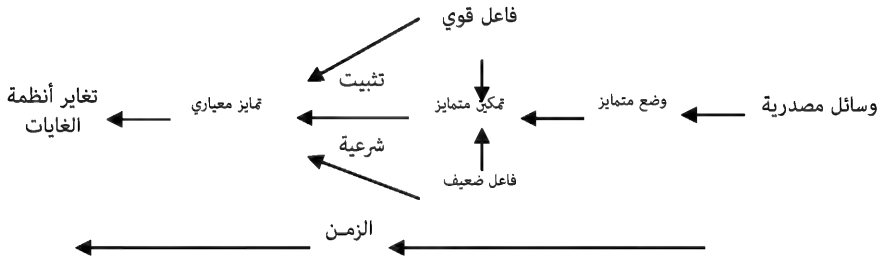 فاعل قوي
تثبيت
وسائل مصدرية
وضع متمايز
تمكين متمايز
تمايز معياري
تغاير أنظمة
الغايات
شرعية
فاعل ضعيف
الزمـن